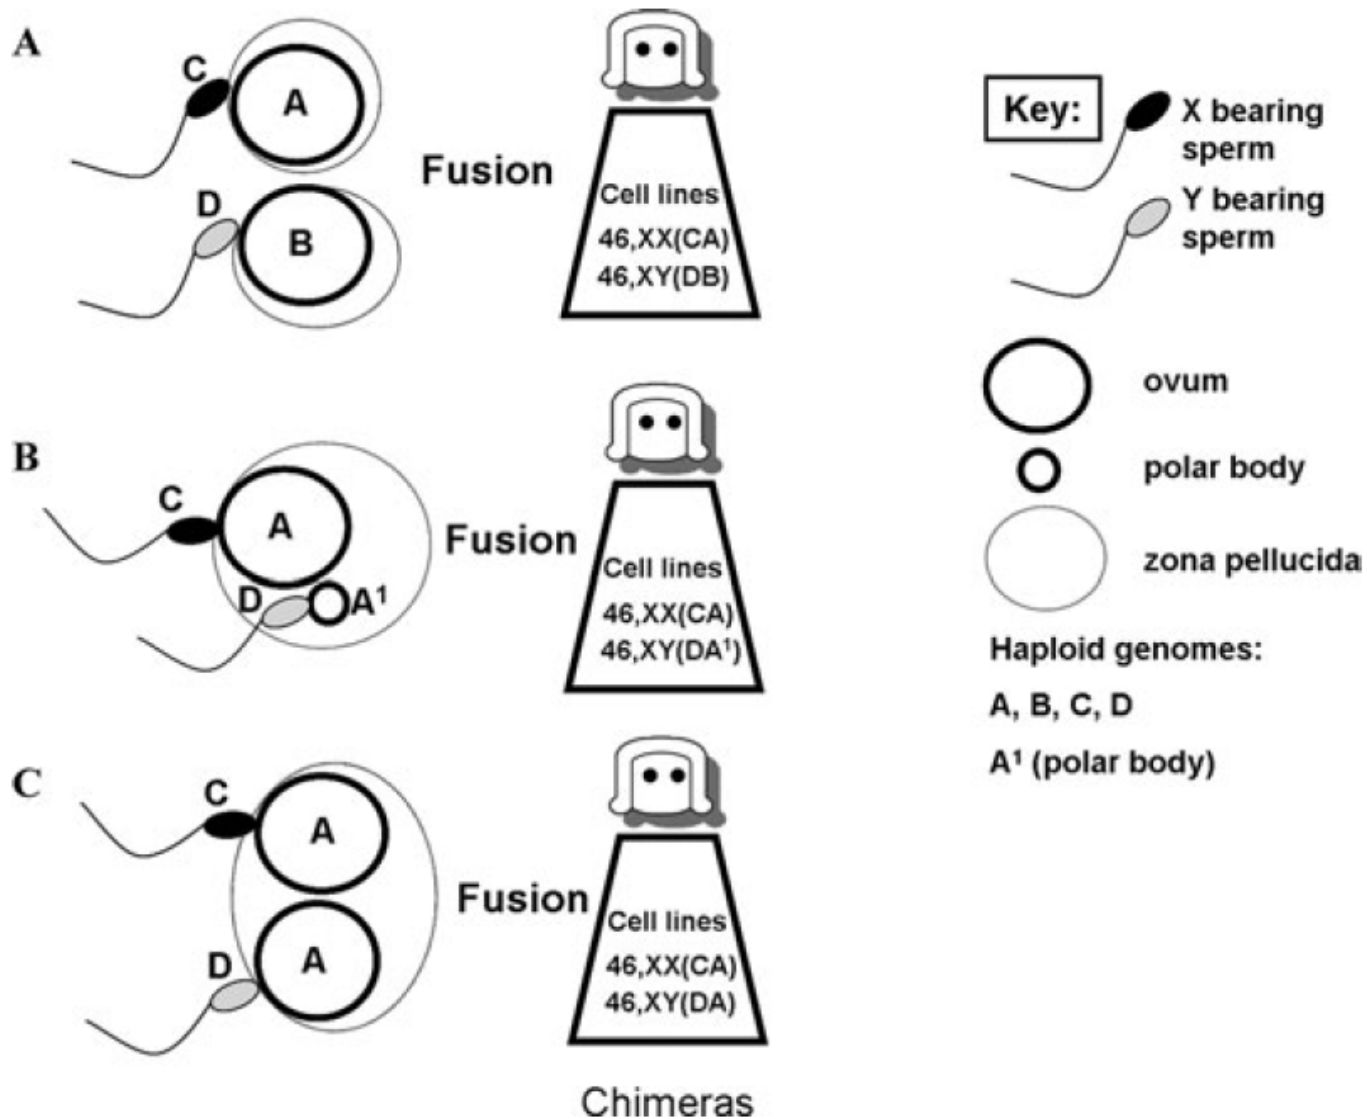 A
C
A
D
B
Fusion
Cell lines
46,XX(CA)
46,XY(DB)
B
C
A
D
A¹
Fusion
Cell lines
46,XX(CA)
46,XY(DA¹)
C
C
A
D
A
Fusion
Cell lines
46,XX(CA)
46,XY(DA)
Chimeras
Key:
X bearing
sperm
Y bearing
sperm
ovum
polar body
zona pellucida
Haploid genomes:
A, B, C, D
A¹ (polar body)